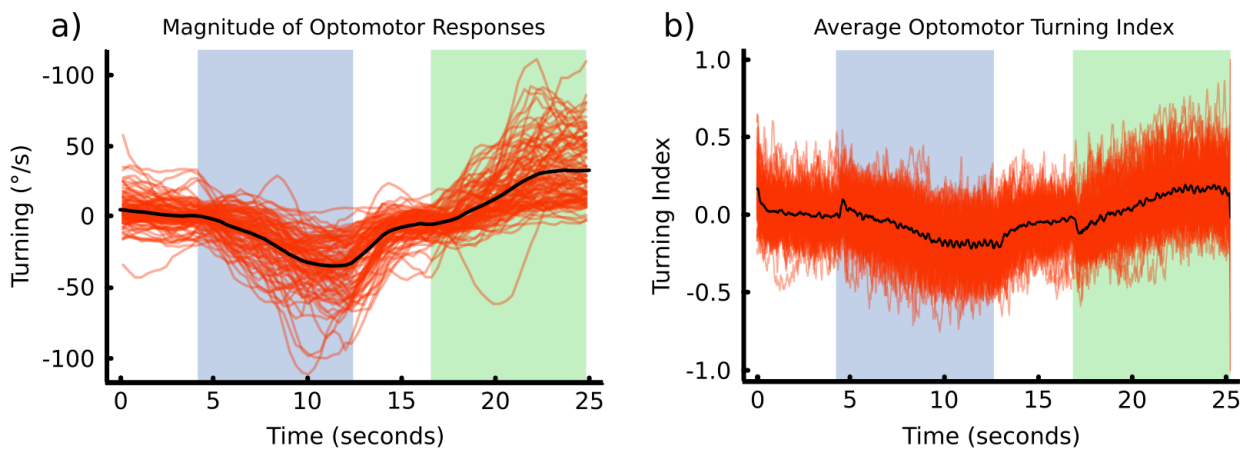 a)
Magnitude of Optomotor Responses
-100
50
0
-50
-100
Turning (°/s)
0 5 10 15 20 25
Time (seconds)
b)
Average Optomotor Turning Index
1.0
0.5
0.0
-0.5
-1.0
Turning Index
0 5 10 15 20 25
Time (seconds)